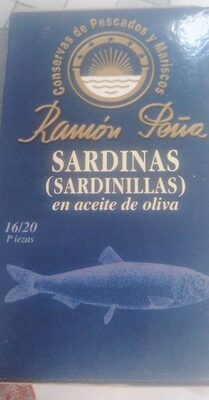 Conservas de Pescados y Mariscos
Ramón Peña
SARDINAS
(SARDINILLAS)
en aceite de oliva
16/20
Piezas